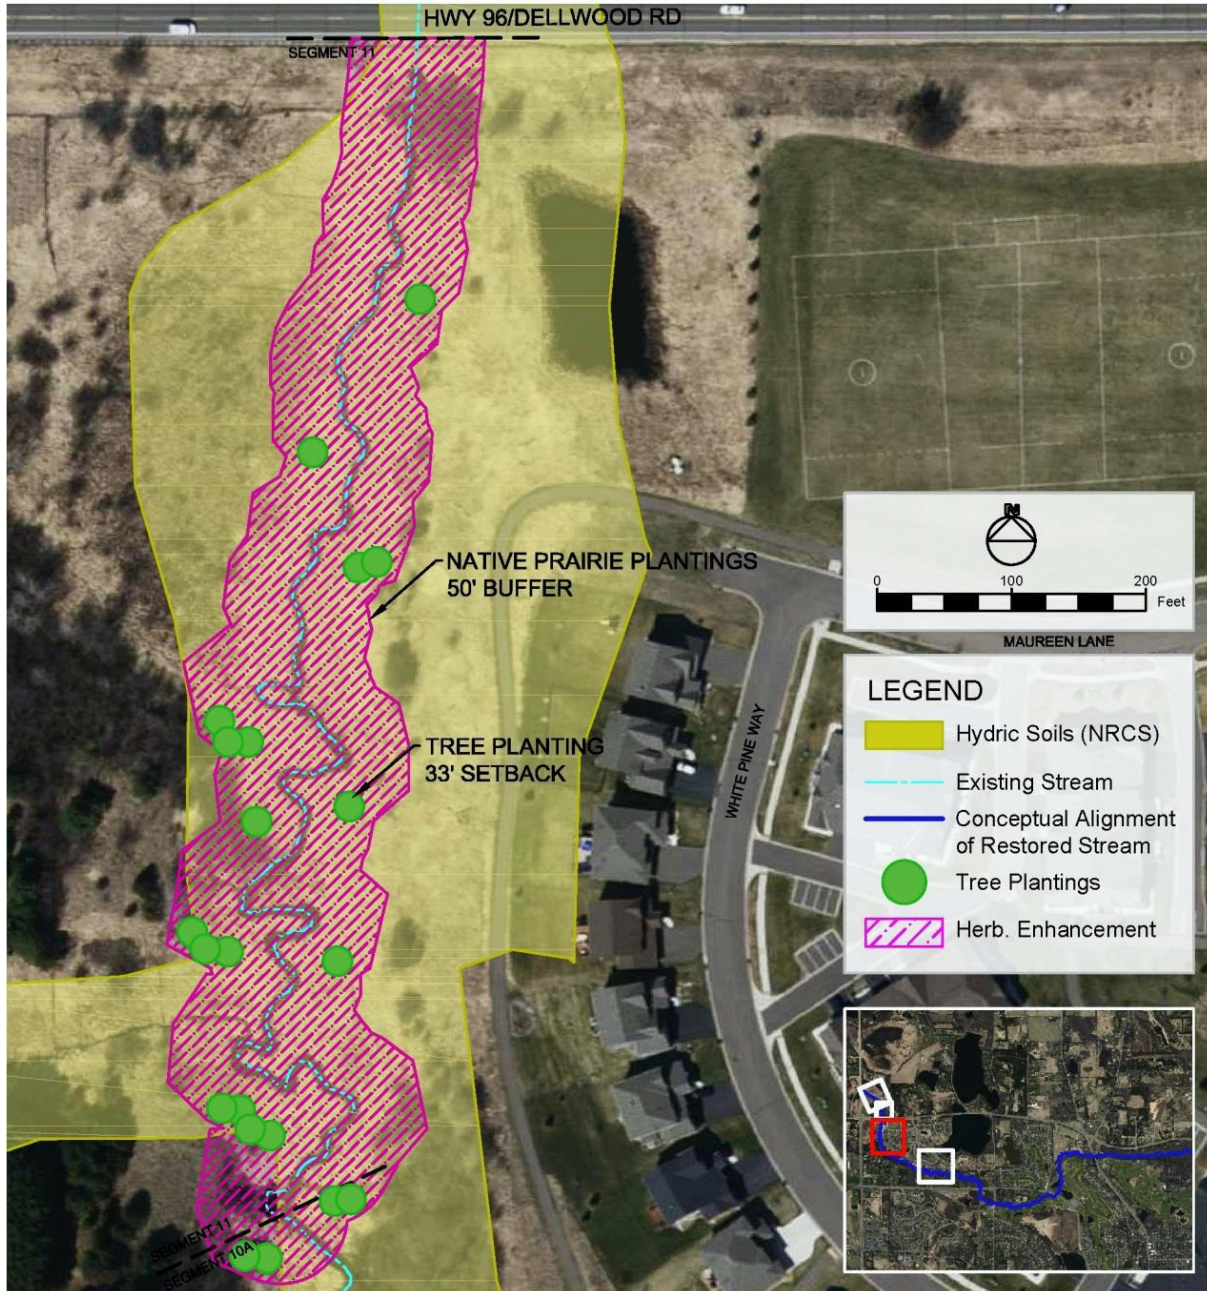 HWY 96/DELLWOOD RD
SEGMENT 11
NATIVE PRAIRIE PLANTINGS
50' BUFFER
TREE PLANTING
33' SETBACK
WHITE PINE WAY
N
0 100 200
Feet
MAUREEN LANE
LEGEND
Hydric Soils (NRCS)
Existing Stream
Conceptual Alignment
of Restored Stream
Tree Plantings
Herb. Enhancement
SEGMENT 11
SEGMENT 10A